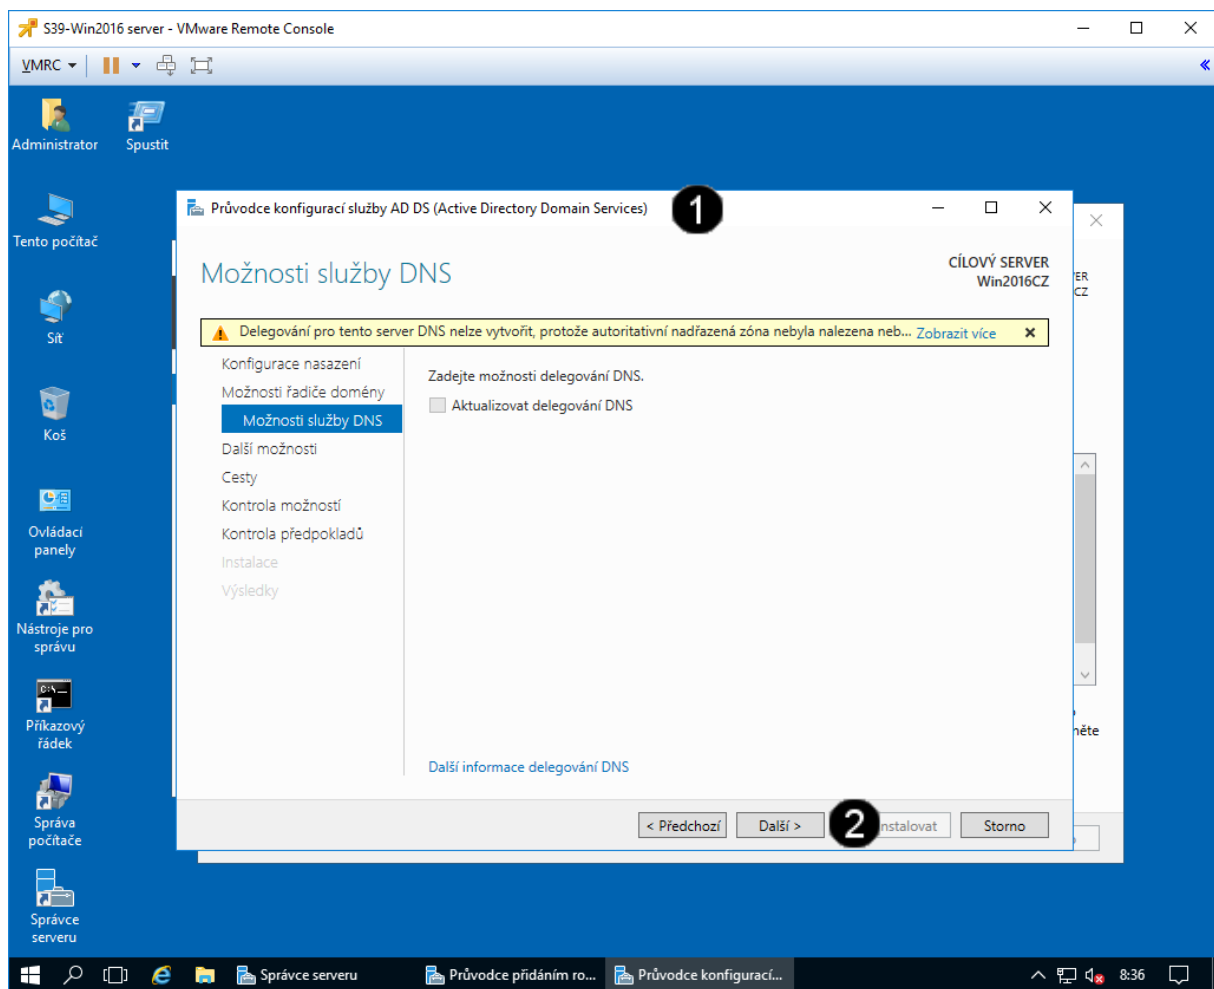 S39-Win2016 server - VMware Remote Console
VMRC
Administrator
Spustit
Tento počítač
Síť
Koš
Ovládací
panely
Nástroje pro
správu
C:\
Příkazový
řádek
Správa
počítače
Správce
serveru
Průvodce konfigurací služby AD DS (Active Directory Domain Services)
1
Možnosti služby DNS
CÍLOVÝ SERVER
Win2016CZ
Delegování pro tento server DNS nelze vytvořit, protože autoritativní nadřazená zóna nebyla nalezena neb... Zobrazit více
Konfigurace nasazení
Možnosti řadiče domény
Možnosti služby DNS
Další možnosti
Cesty
Kontrola možností
Kontrola předpokladů
Instalace
Výsledky
Zadejte možnosti delegování DNS.
Aktualizovat delegování DNS
Další informace delegování DNS
< Předchozí
Další >
2
nstalovat
Storno
ER
CZ
něte
Správce serveru
Průvodce přidáním ro...
Průvodce konfigurací...
8:36